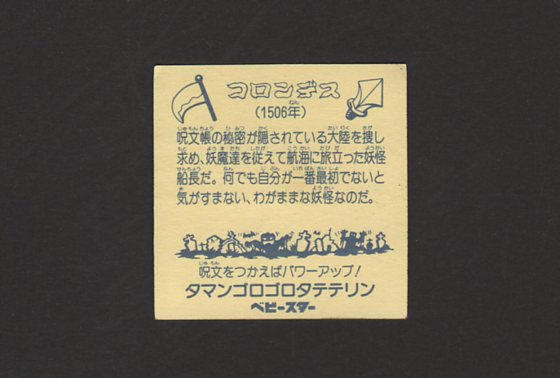 コロンデス
(1506年)
呪文帳の秘密が隠されている大陸を捜し
求め、妖魔達を従えて航海に旅立った妖怪
船長だ。何でも自分が一番最初でないと
気がすまない、わがままな妖怪なのだ。
呪文をつかえばパワーアップ!
タマンゴロゴロタテテリン
ベビースター